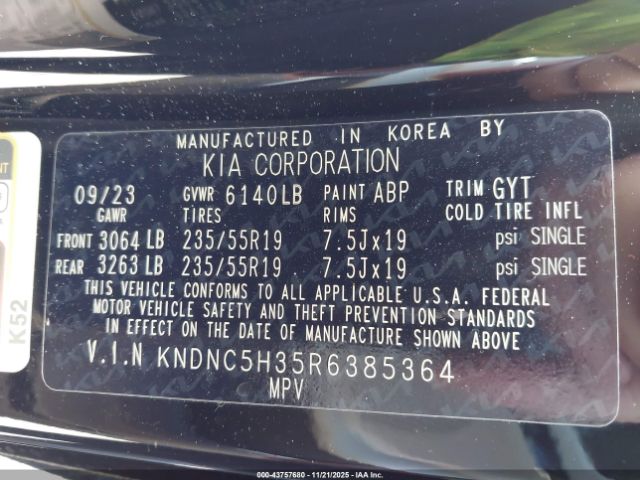 MANUFACTURED IN KOREA BY
KIA CORPORATION
09/23 GVWR 6140LB PAINT ABP TRIM GYT
GAWR TIRES RIMS COLD TIRE INFL
FRONT 3064 LB 235/55R19 7.5Jx19 psi SINGLE
REAR 3263 LB 235/55R19 7.5Jx19 psi SINGLE
THIS VEHICLE CONFORMS TO ALL APPLICABLE U.S.A. FEDERAL
MOTOR VEHICLE SAFETY AND THEFT PREVENTION STANDARDS
IN EFFECT ON THE DATE OF MANUFACTURE SHOWN ABOVE
V.I.N KNDNC5H35R6385364
MPV
K52
000-43757680 - 11/21/2025 - IAAI.COM